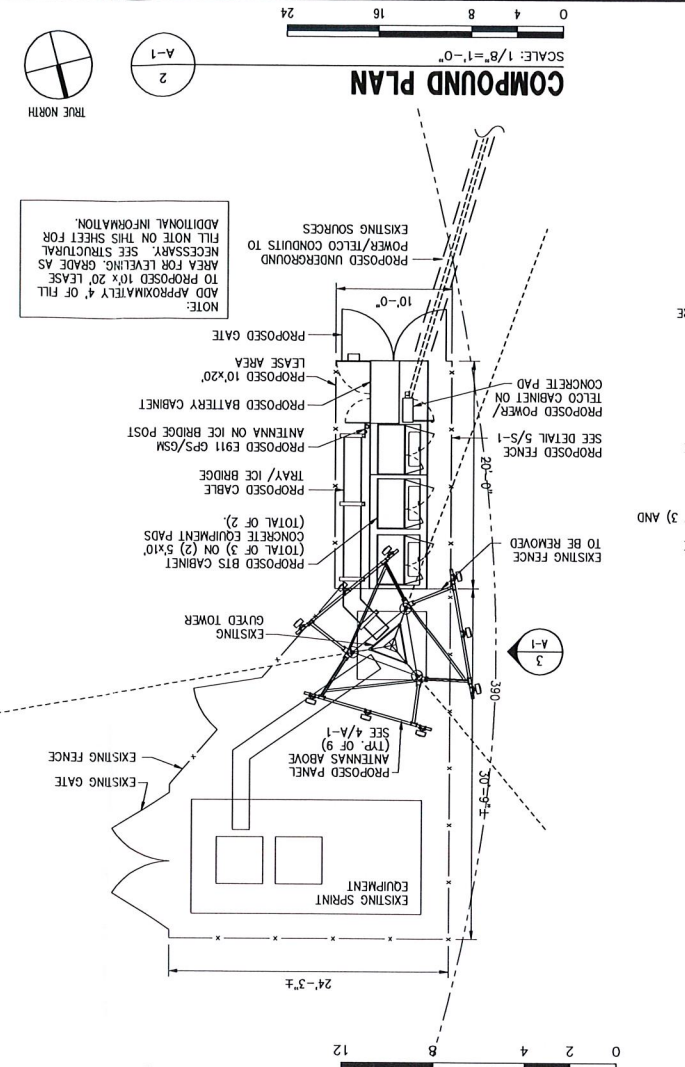 0 2 4 8 12
24'-3"±
EXISTING SPRINT
EQUIPMENT
30'-9"±
EXISTING GATE
EXISTING FENCE
PROPOSED PANEL
ANTENNAS ABOVE
(TYP. OF 9)
SEE 4/A-1
390
3
A-1
EXISTING
GUYED TOWER
EXISTING FENCE
TO BE REMOVED
3) AND
PROPOSED BTS CABINET
(TOTAL OF 3) ON (2) 5'x10'
CONCRETE EQUIPMENT PADS
(TOTAL OF 2).
PROPOSED CABLE
TRAY/ ICE BRIDGE
20'-0"
PROPOSED FENCE
SEE DETAIL 5/S-1
PROPOSED E911 GPS/GSM
ANTENNA ON ICE BRIDGE POST
PROPOSED POWER/
TELCO CABINET ON
CONCRETE PAD
PROPOSED BATTERY CABINET
PROPOSED 10'x20'
LEASE AREA
PROPOSED GATE
10'-0"
PROPOSED UNDERGROUND
POWER/TELCO CONDUITS TO
EXISTING SOURCES
NOTE:
ADD APPROXIMATELY 4' OF FILL
TO PROPOSED 10'x 20' LEASE
AREA FOR LEVELING. GRADE AS
NECESSARY. SEE STRUCTURAL
FILL NOTE ON THIS SHEET FOR
ADDITIONAL INFORMATION.
TRUE NORTH
COMPOUND PLAN
SCALE: 1/8"=1'-0"
2
A-1
0 4 8 16 24